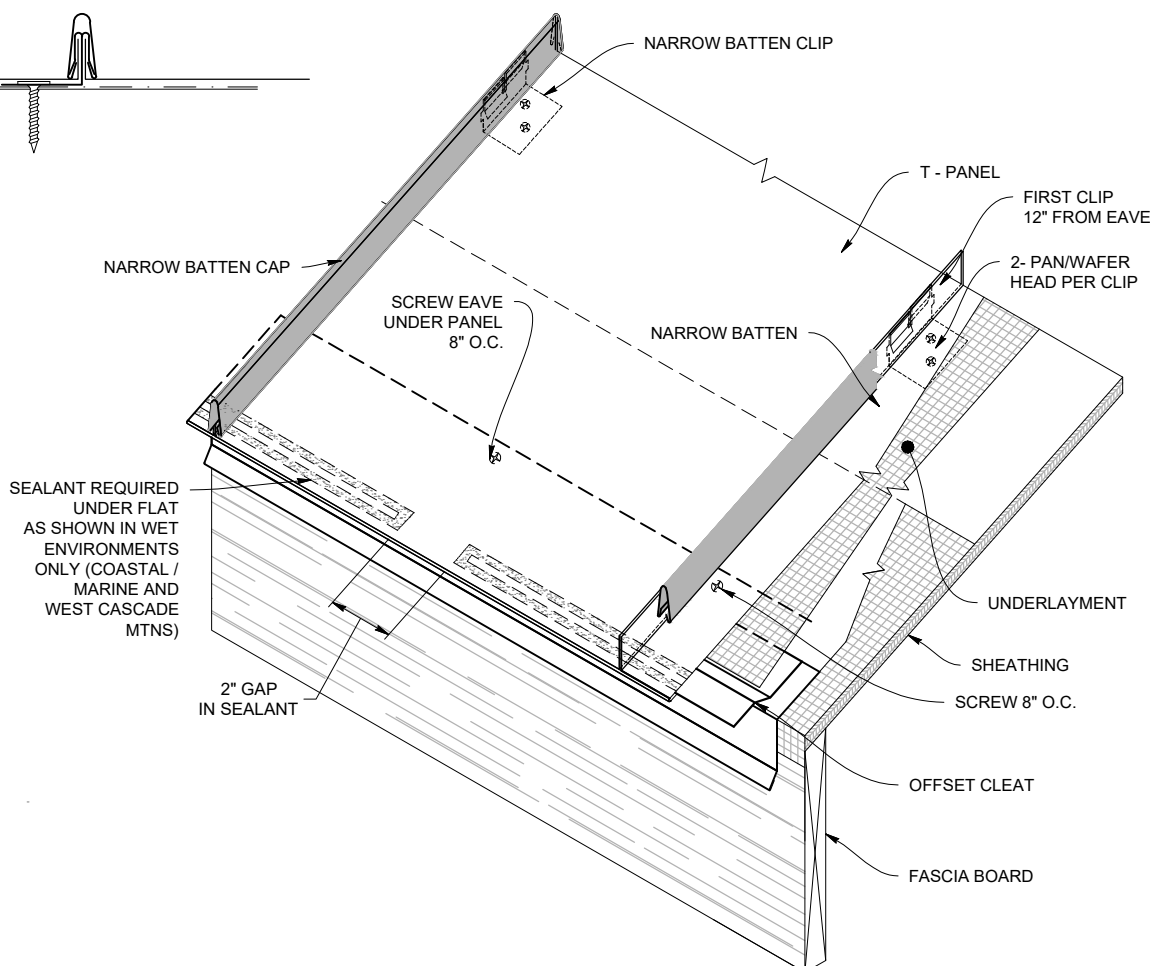 NARROW BATTEN CLIP
T - PANEL
FIRST CLIP
12" FROM EAVE
2- PAN/WAFER
HEAD PER CLIP
NARROW BATTEN CAP
SCREW EAVE
UNDER PANEL
8" O.C.
NARROW BATTEN
SEALANT REQUIRED
UNDER FLAT
AS SHOWN IN WET
ENVIRONMENTS
ONLY (COASTAL /
MARINE AND
WEST CASCADE
MTNS)
2" GAP
IN SEALANT
UNDERLAYMENT
SHEATHING
SCREW 8" O.C.
OFFSET CLEAT
FASCIA BOARD